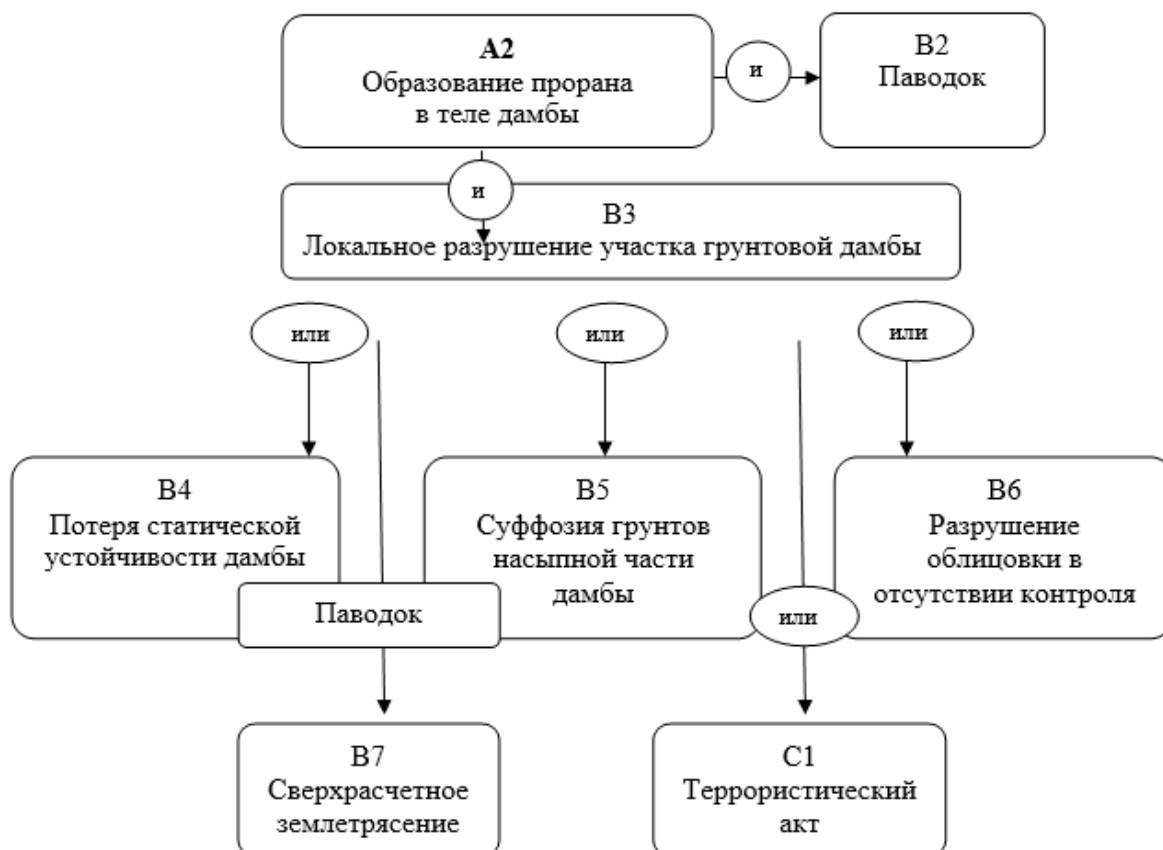 А2
Образование прорана
в теле дамбы
и
В2
Паводок
и
В3
Локальное разрушение участка грунтовой дамбы
или
или
или
В4
Потеря статической
устойчивости дамбы
В5
Суффозия грунтов
насыпной части
дамбы
В6
Разрушение
облицовки в
отсутствии контроля
Паводок
или
В7
Сверхрасчетное
землетрясение
С1
Террористический
акт